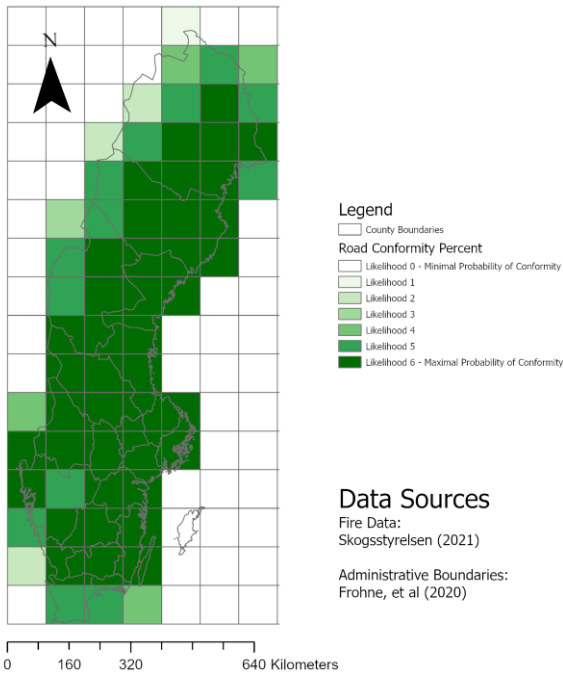 N
Legend
County Boundaries
Road Conformity Percent
Likelihood 0 - Minimal Probability of Conformity
Likelihood 1
Likelihood 2
Likelihood 3
Likelihood 4
Likelihood 5
Likelihood 6 - Maximal Probability of Conformity
Data Sources
Fire Data:
Skogsstyrelsen (2021)
Administrative Boundaries:
Frohne, et al (2020)
0 160 320 640 Kilometers